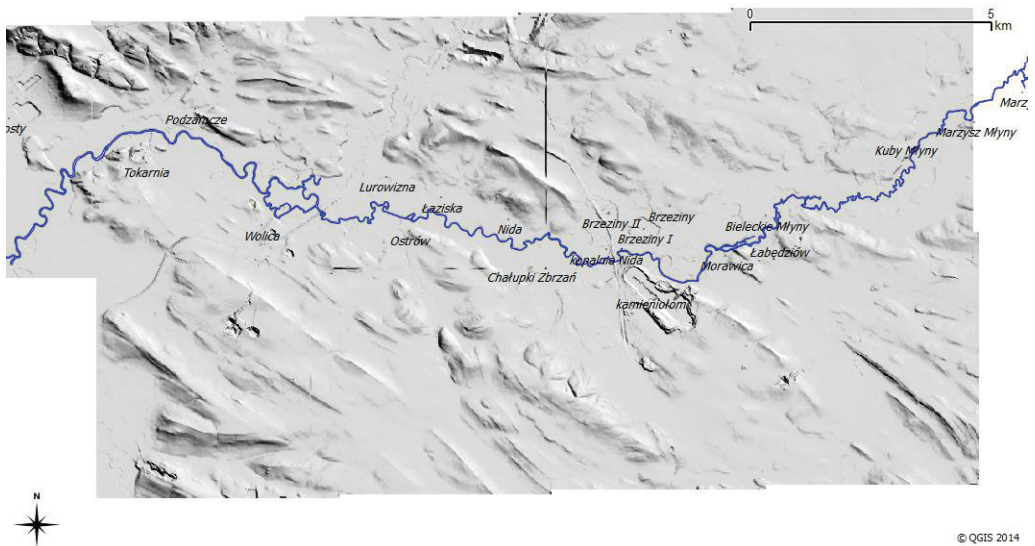 0 5
km
Marzy
Podzamcze
Marzysz Młyny
osty
Kuby Młyny
Tokarnia
Lurowizna
Łaziska
Brzeziny
Brzeziny II
Nida
Bieleckie Młyny
Wolica
Ostrów
Brzeziny I
Łabędziów
kopalnia Nida
Morawica
Chałupki Zbrzań
kamieniołomy
N
© QGIS 2014